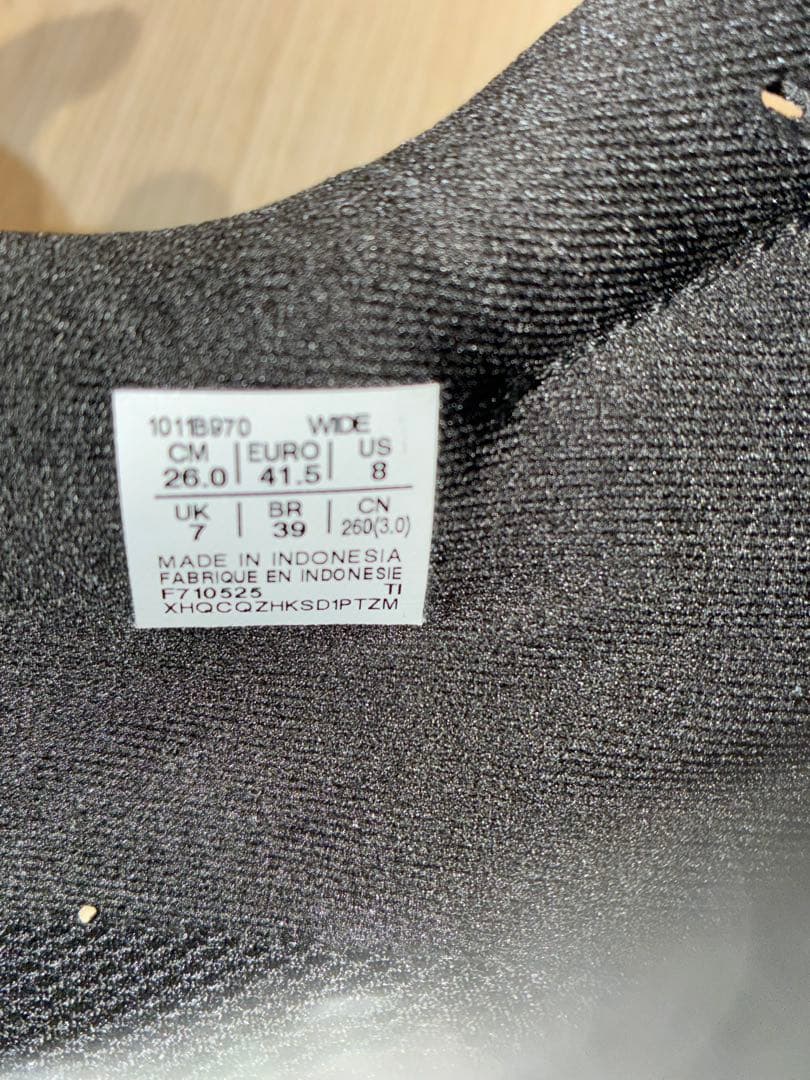 1011B970 WIDE
CM | EURO | US
26.0 | 41.5 | 8
UK | BR | CN
7 | 39 | 260(3.0)
MADE IN INDONESIA
FABRIQUE EN INDONESIE
F710525 TI
XHQCQZHKSD1PTZM